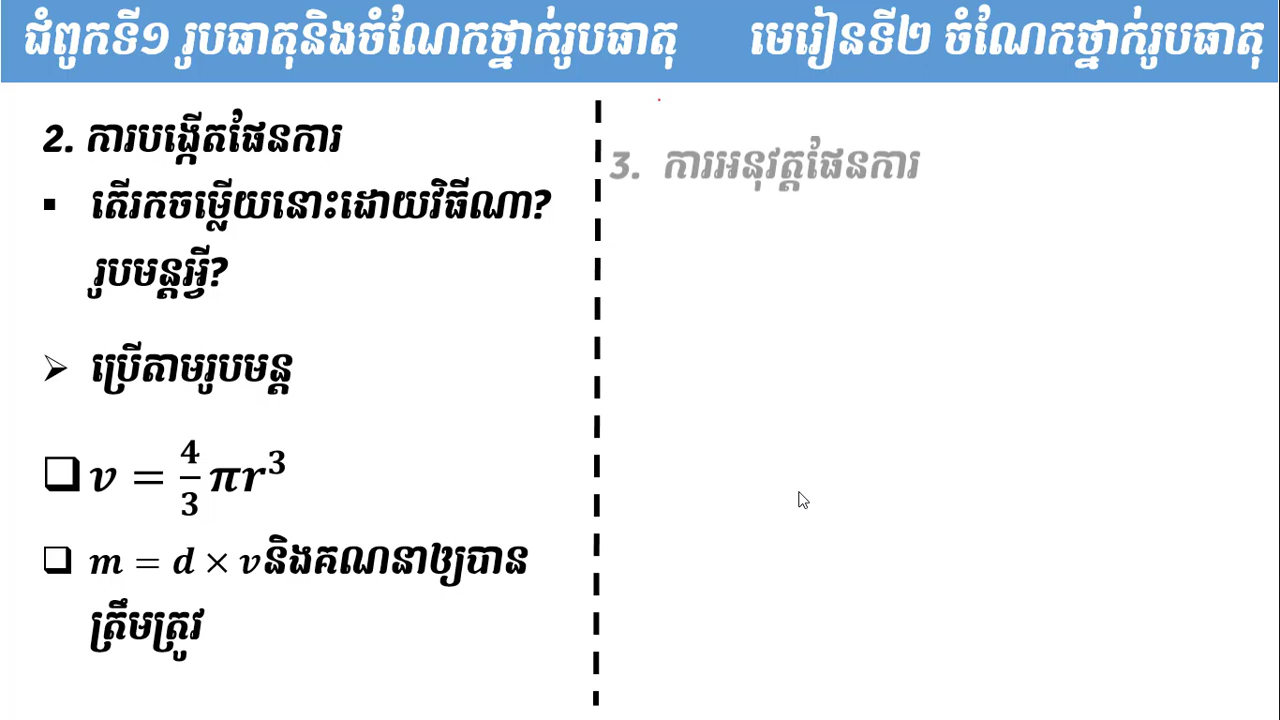 ជំពូកទី១ រូបធាតុនិងចំណែកថ្នាក់រូបធាតុ មេរៀនទី២ ចំណែកថ្នាក់រូបធាតុ
2. ការបង្កើតផែនការ
▪ តើរកចម្លើយនោះដោយវិធីណា?
រូបមន្តអ្វី?
➢ ប្រើតាមរូបមន្ត
❑ v = 4/3 πr³
❑ m = d × v និងគណនាឲ្យបាន
ត្រឹមត្រូវ
3. ការអនុវត្តផែនការ